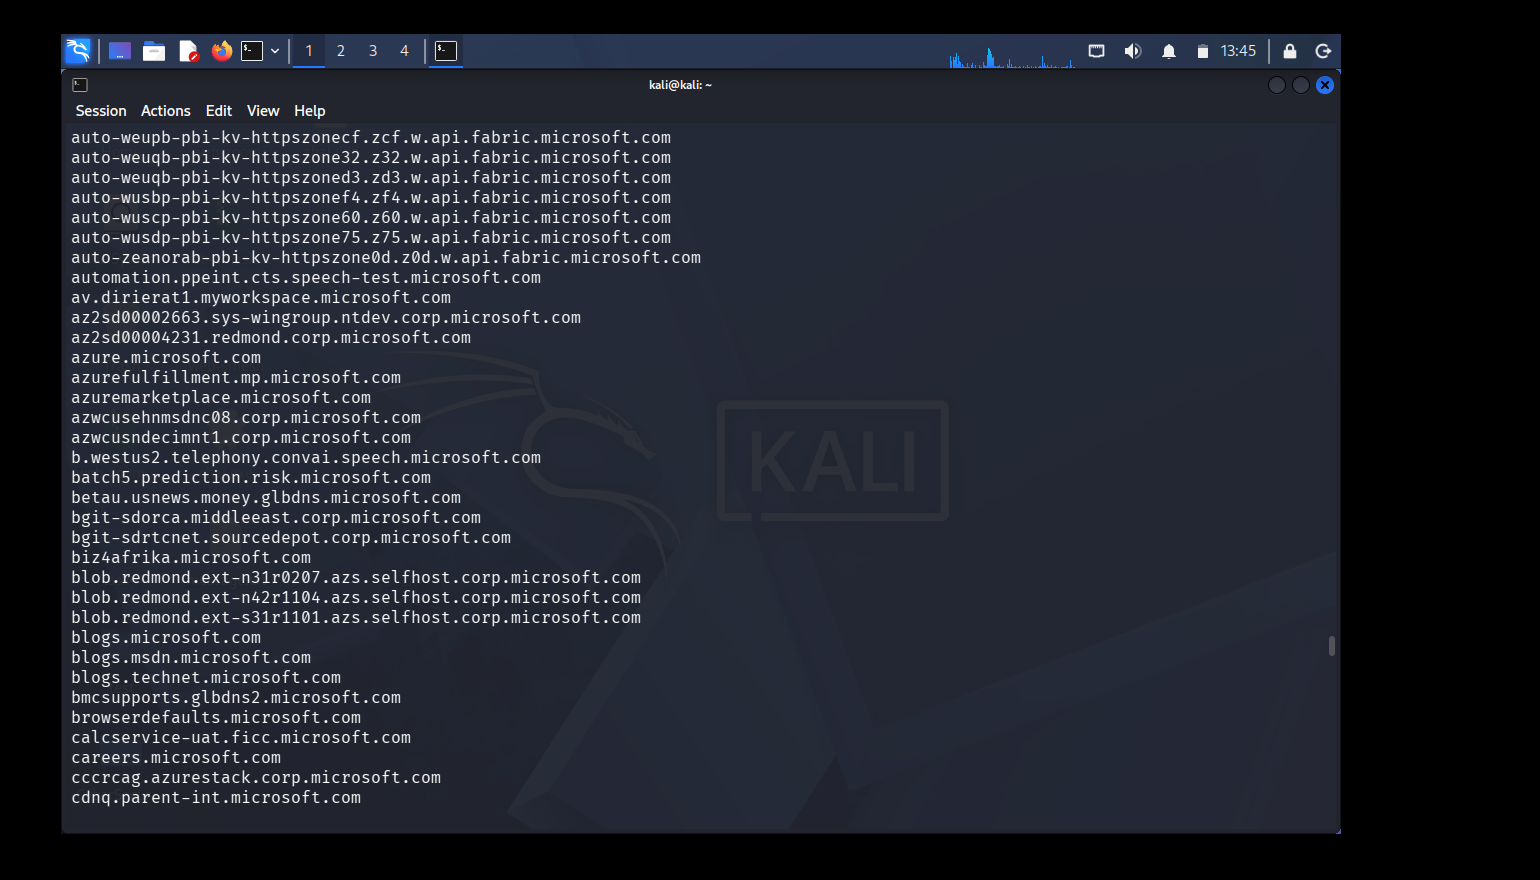 1 2 3 4 13:45
kali@kali: ~
Session Actions Edit View Help
auto-weupb-pbi-kv-httpszonecf.zcf.w.api.fabric.microsoft.com
auto-weuqb-pbi-kv-httpszone32.z32.w.api.fabric.microsoft.com
auto-weuqb-pbi-kv-httpszoned3.zd3.w.api.fabric.microsoft.com
auto-wusbp-pbi-kv-httpszonef4.zf4.w.api.fabric.microsoft.com
auto-wuscp-pbi-kv-httpszone60.z60.w.api.fabric.microsoft.com
auto-wusdp-pbi-kv-httpszone75.z75.w.api.fabric.microsoft.com
auto-zeanorab-pbi-kv-httpszone0d.z0d.w.api.fabric.microsoft.com
automation.ppeint.cts.speech-test.microsoft.com
av.dirierat1.myworkspace.microsoft.com
az2sd00002663.sys-wingroup.ntdev.corp.microsoft.com
az2sd00004231.redmond.corp.microsoft.com
azure.microsoft.com
azurefulfillment.mp.microsoft.com
azuremarketplace.microsoft.com
azwcusehnmsdnc08.corp.microsoft.com
azwcusndecimnt1.corp.microsoft.com
b.westus2.telephony.convai.speech.microsoft.com
batch5.prediction.risk.microsoft.com
betau.usnews.money.glbdns.microsoft.com
bgit-sdorca.middleeast.corp.microsoft.com
bgit-sdrtcnet.sourcedepot.corp.microsoft.com
biz4afrika.microsoft.com
blob.redmond.ext-n31r0207.azs.selfhost.corp.microsoft.com
blob.redmond.ext-n42r1104.azs.selfhost.corp.microsoft.com
blob.redmond.ext-s31r1101.azs.selfhost.corp.microsoft.com
blogs.microsoft.com
blogs.msdn.microsoft.com
blogs.technet.microsoft.com
bmcsupports.glbdns2.microsoft.com
browserdefaults.microsoft.com
calcservice-uat.ficc.microsoft.com
careers.microsoft.com
cccrcag.azurestack.corp.microsoft.com
cdnq.parent-int.microsoft.com
KALI